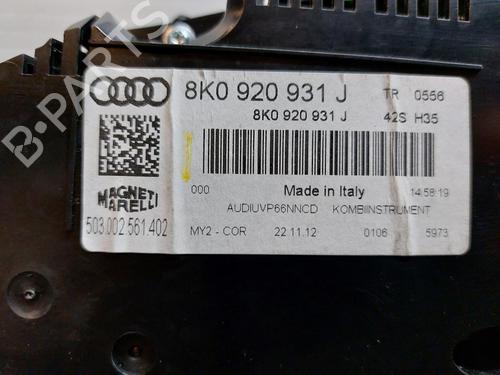 8K0 920 931 J TR 0556
8K0 920 931 J 42S H35
MAGNETI
MARELLI
503.002.561.402
000 Made in Italy 14:58:19
AUDIUVP66NNCD KOMBIINSTRUMENT
MY2 - COR 22.11.12 0106 5973
B-PARTS